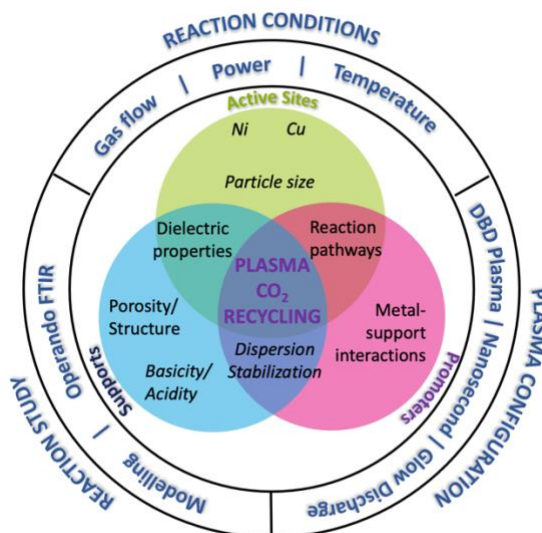 REACTION CONDITIONS
Gas flow | Power | Temperature
Active Sites
Ni Cu
Particle size
Dielectric
properties
Reaction
pathways
PLASMA
CO₂
RECYCLING
Porosity/
Structure
Metal-
support
interactions
Basicity/
Acidity
Dispersion
Stabilization
Supports
Promoters
Operando FTIR | Modelling
REACTION STUDY
DBD Plasma | Nanosecond | Glow Discharge
PLASMA CONFIGURATION